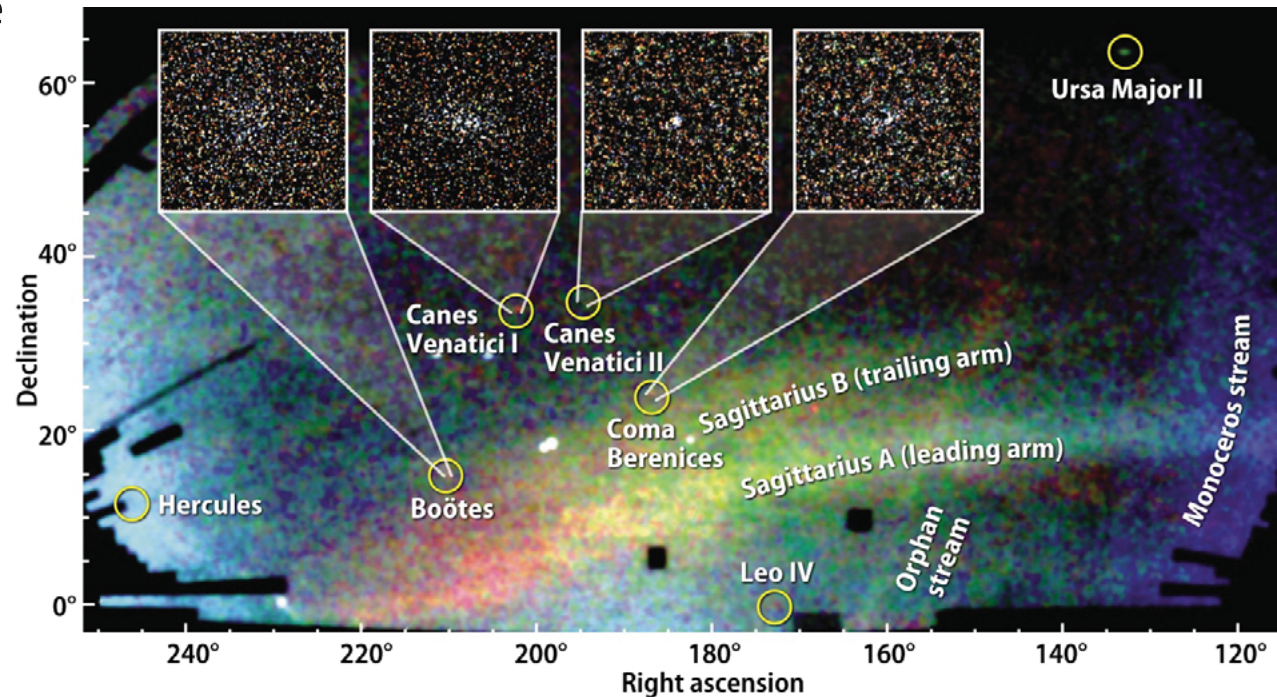 e
Ursa Major II
60°
40°
20°
0°
Declination
Canes
Venatici I
Canes
Venatici II
Sagittarius B (trailing arm)
Coma
Berenices
Sagittarius A (leading arm)
Monoceros stream
Hercules
Boötes
Leo IV
Orphan
stream
240°
220°
200°
180°
160°
140°
120°
Right ascension